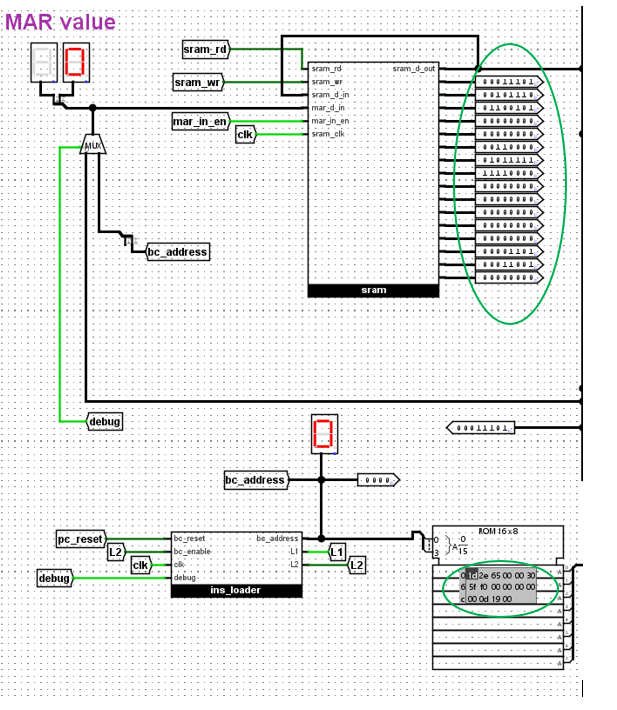 MAR value
0
sram_rd
sram_wr
mar_in_en
clk
sram_rd
sram_wr
sram_d_in
mar_d_in
mar_in_en
sram_clk
sram_d_out
sram
00011101
00101110
01100101
00000000
00000000
00110000
01011111
11110000
00000000
00000000
00000000
00000000
00000000
00001101
00011001
00000000
MUX
bc_address
debug
00011101
0
bc_address
0000
pc_reset
L2
clk
debug
bc_reset
bc_enable
clk
debug
bc_address
L1
L2
ins_loader
L1
L2
ROM 16 x 8
0
3
A
0
15
0 1d 2e 65 00 00 30
6 5f f0 00 00 00 00
c 00 0d 19 00